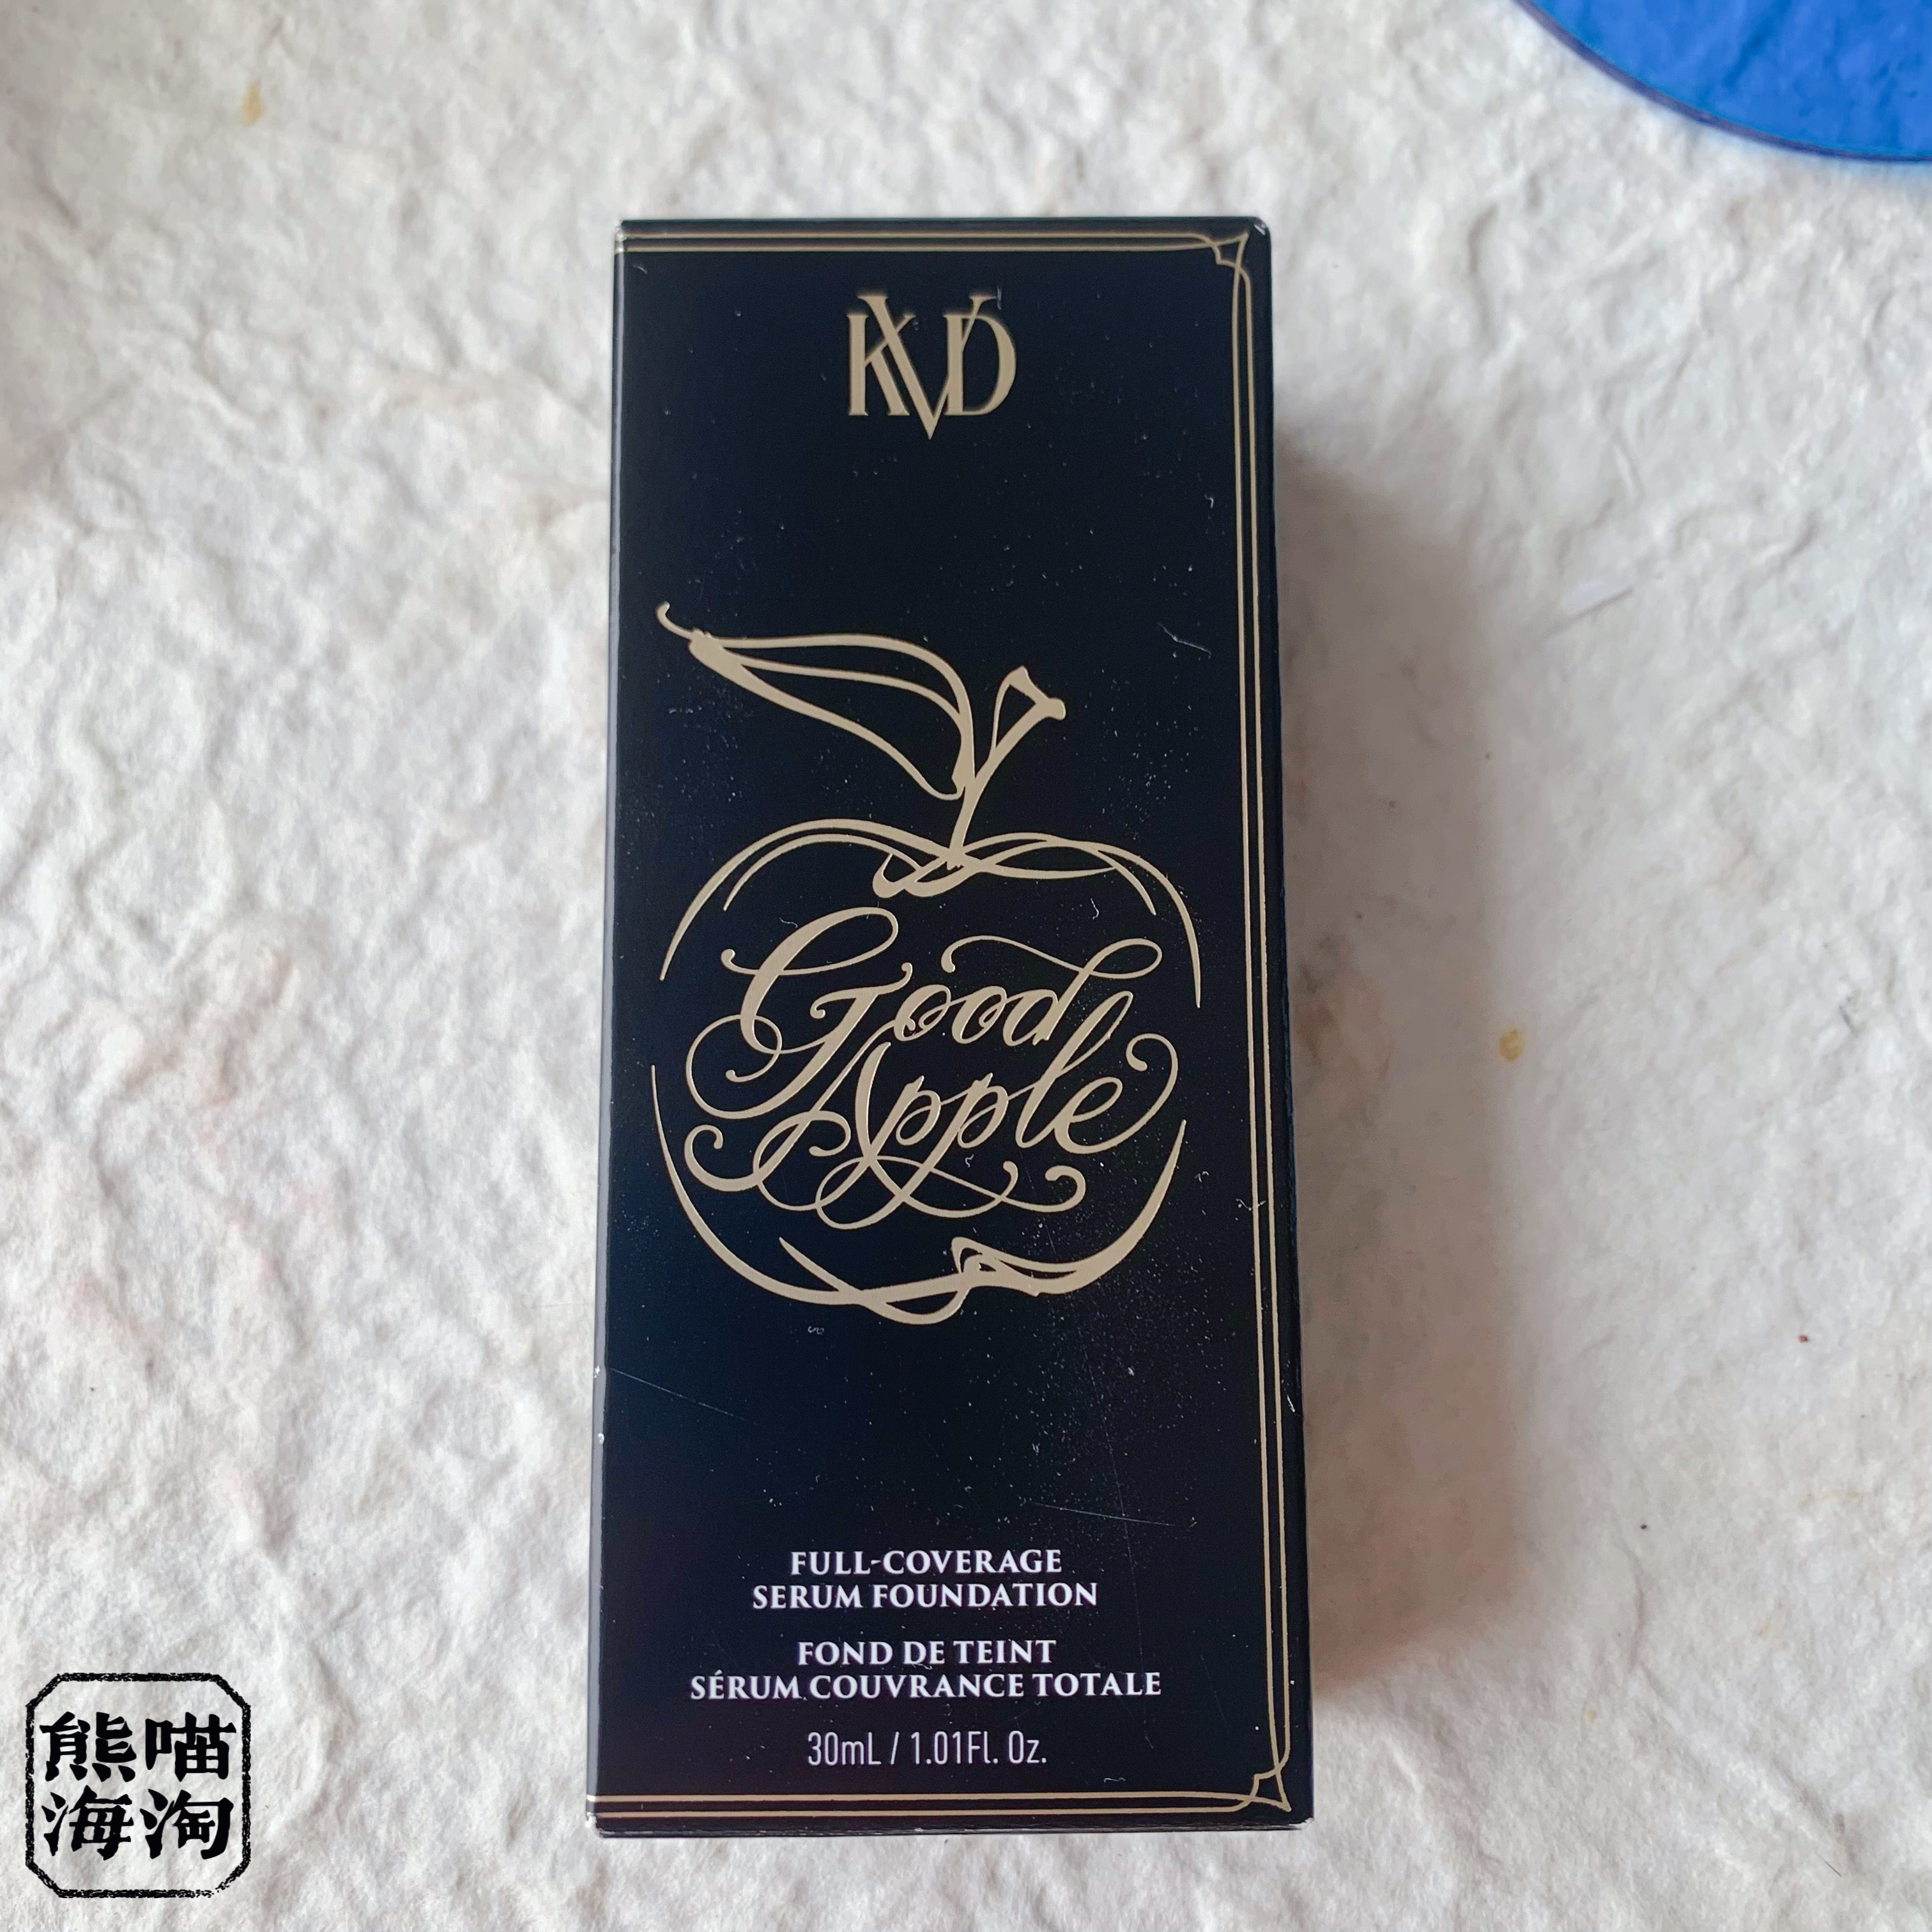 KVD
Good
Apple
FULL-COVERAGE
SERUM FOUNDATION
FOND DE TEINT
SÉRUM COUVRANCE TOTALE
30mL / 1.01Fl. Oz.
熊喵
海淘